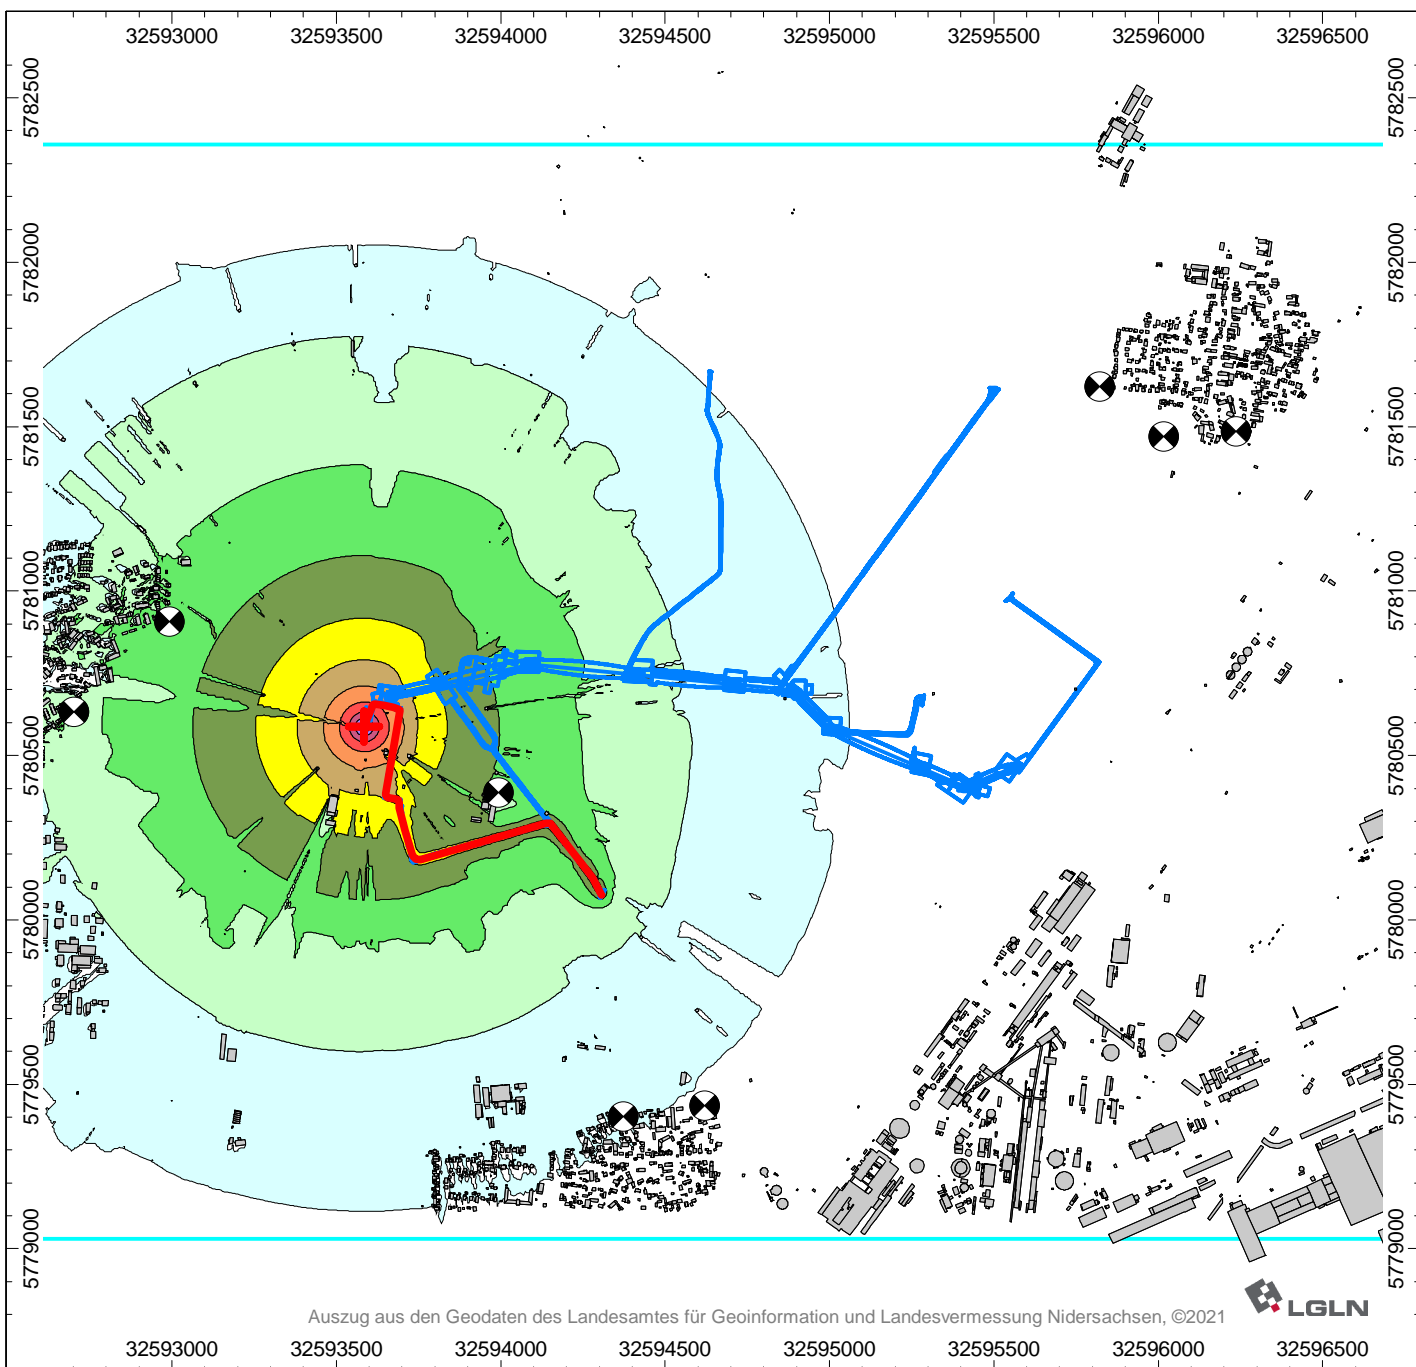 32593000 32593500 32594000 32594500 32595000 32595500 32596000 32596500
5782500 5782500
5782000 5782000
5781500 5781500
5781000 5781000
5780500 5780500
5780000 5780000
5779500 5779500
5779000 5779000
Auszug aus den Geodaten des Landesamtes für Geoinformation und Landesvermessung Nidersachsen, ©2021
LGLN
32593000 32593500 32594000 32594500 32595000 32595500 32596000 32596500